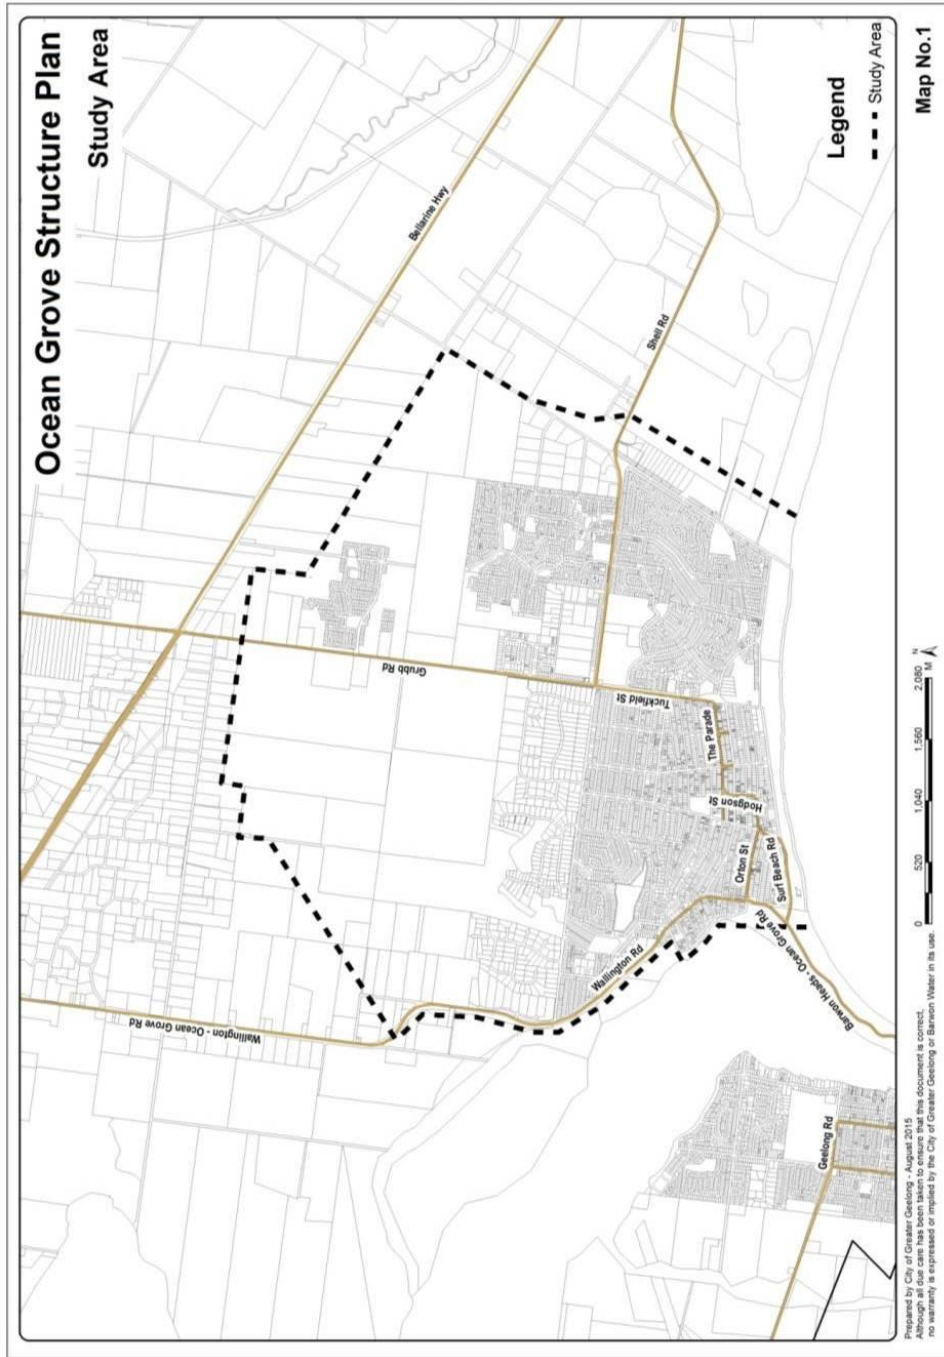 Ocean Grove Structure Plan
Study Area
Bellarine Hwy
Shell Rd
Grubb Rd
Tuckfield St
The Parade
Hodgson St
Orton St
Surf Beach Rd
Wallington Rd
Barwon Heads - Ocean Grove Rd
Wallington - Ocean Grove Rd
Geelong Rd
Legend
Study Area
Prepared by City of Greater Geelong - August 2015
Although all due care has been taken to ensure that this document is correct,
no warranty is expressed or implied by the City of Greater Geelong or Barwon Water in its use.
0 520 1,040 1,560 2,080
M
N
Map No.1